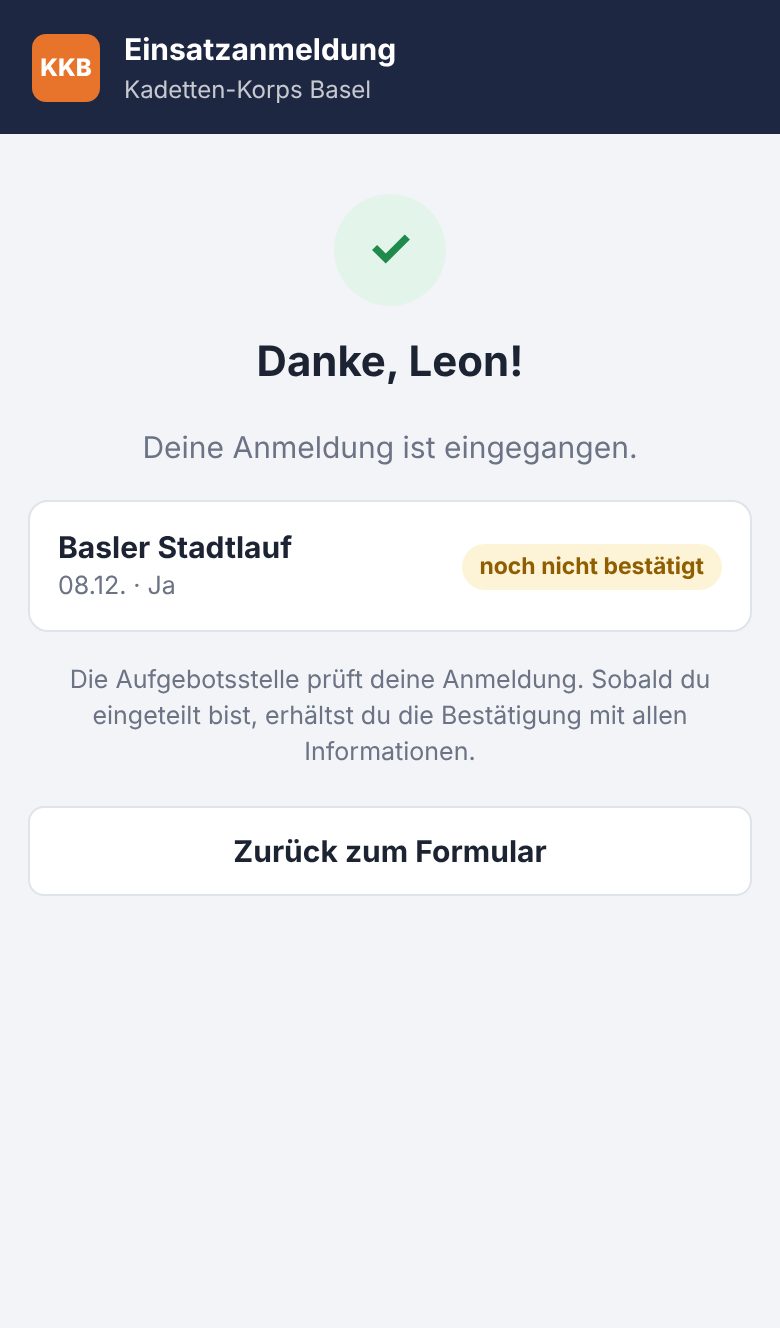 KKB
Einsatzanmeldung
Kadetten-Korps Basel
Danke, Leon!
Deine Anmeldung ist eingegangen.
Basler Stadtlauf
08.12. · Ja
noch nicht bestätigt
Die Aufgebotsstelle prüft deine Anmeldung. Sobald du
eingeteilt bist, erhältst du die Bestätigung mit allen
Informationen.
Zurück zum Formular